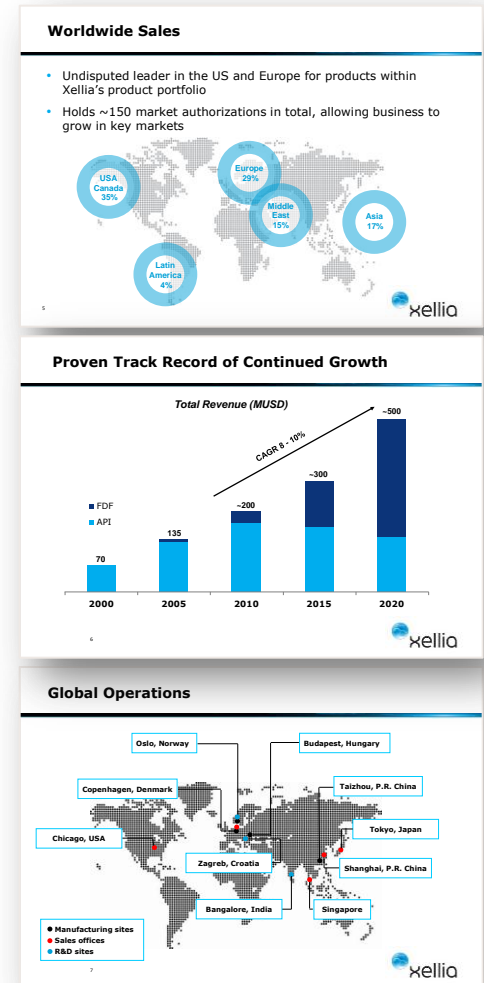 Worldwide Sales
• Undisputed leader in the US and Europe for products within
Xellia's product portfolio
• Holds ~150 market authorizations in total, allowing business to
grow in key markets
USA
Canada
35%
Europe
29%
Middle
East
15%
Asia
17%
Latin
America
4%
5
xellia
Proven Track Record of Continued Growth
Total Revenue (MUSD)
~500
CAGR 8 - 10%
~300
~200
135
70
FDF
API
2000 2005 2010 2015 2020
6
xellia
Global Operations
Oslo, Norway
Budapest, Hungary
Copenhagen, Denmark
Taizhou, P.R. China
Chicago, USA
Tokyo, Japan
Zagreb, Croatia
Shanghai, P.R. China
Bangalore, India
Singapore
Manufacturing sites
Sales offices
R&D sites
7
xellia